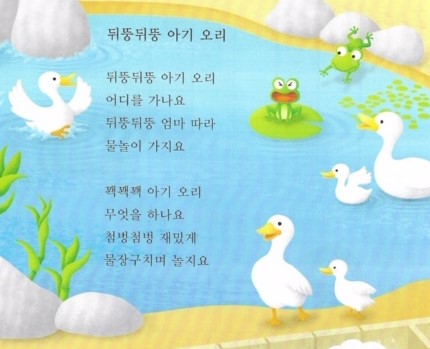 뒤뚱뒤뚱 아기 오리
뒤뚱뒤뚱 아기 오리
어디를 가나요
뒤뚱뒤뚱 엄마 따라
물놀이 가지요
꽥꽥꽥꽥 아기 오리
무엇을 하나요
첨벙첨벙 재밌게
물장구치며 놀지요